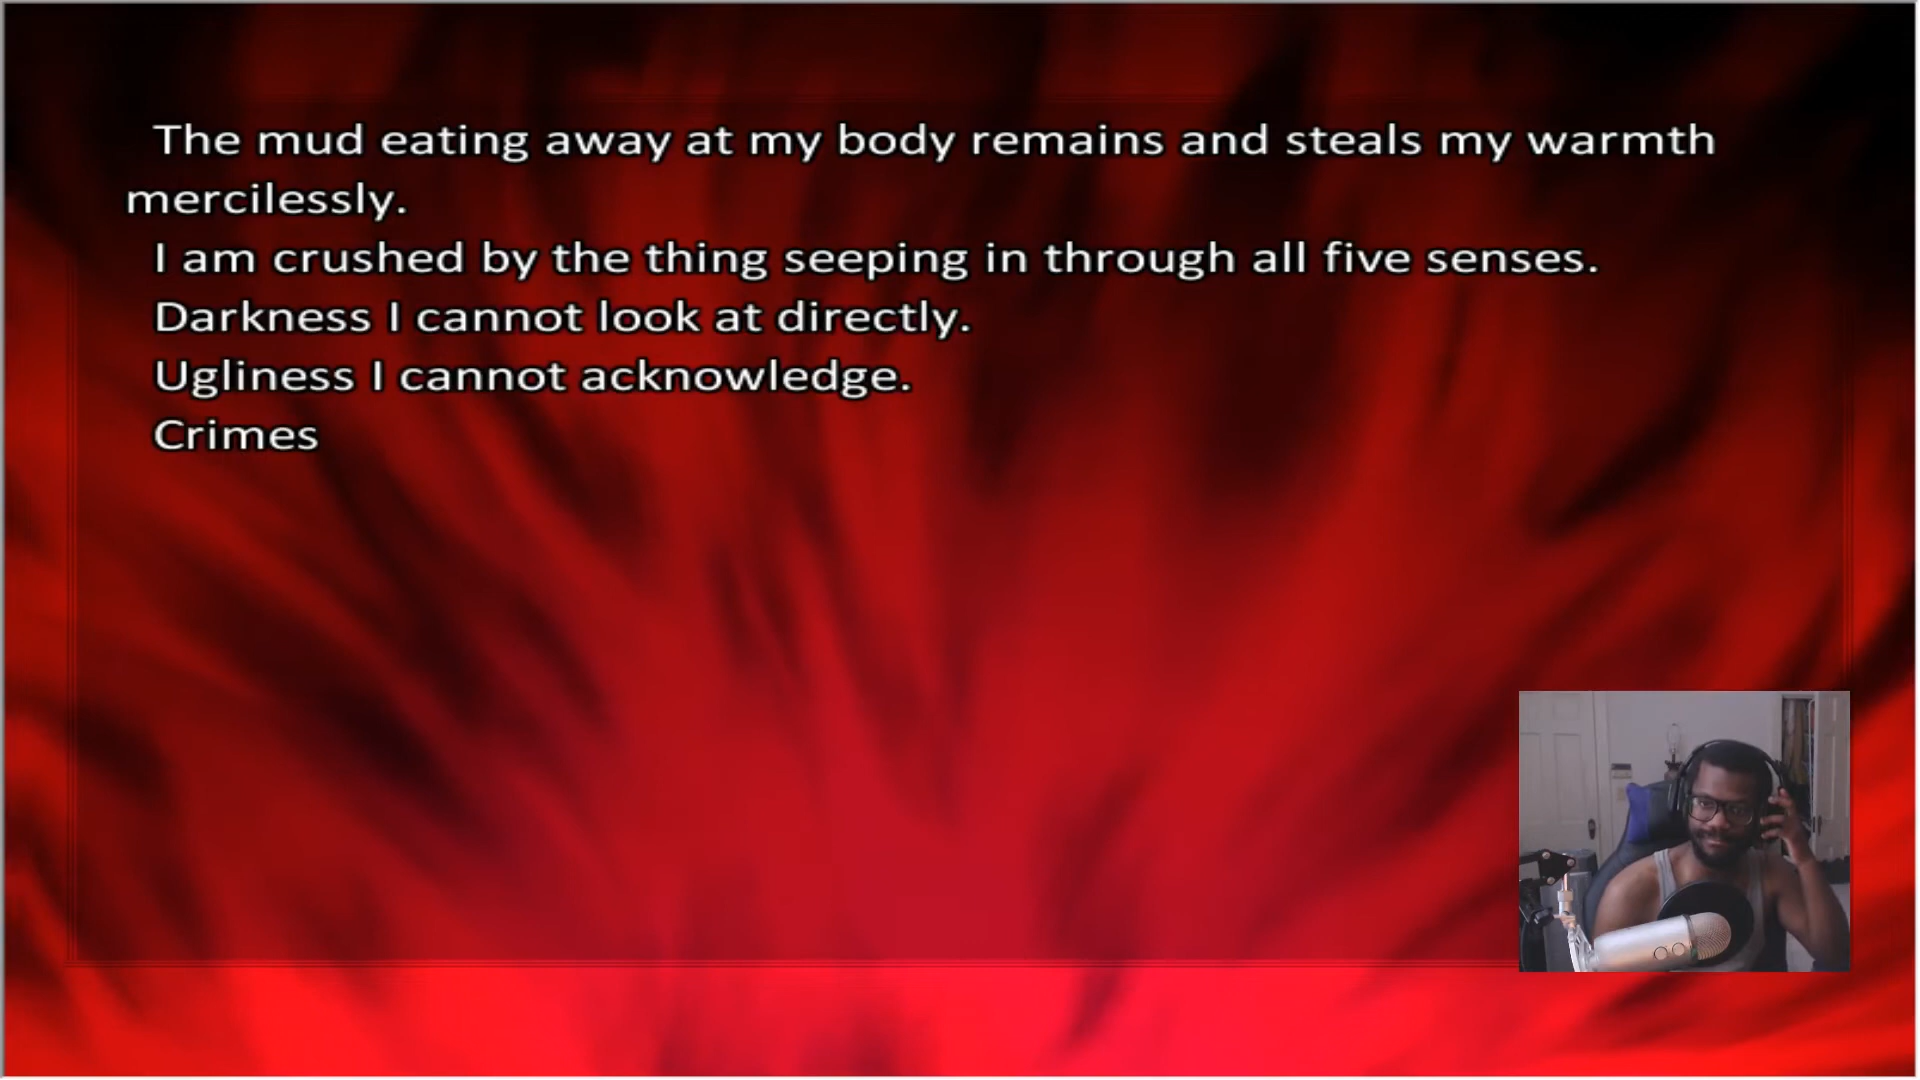 The mud eating away at my body remains and steals my warmth
mercilessly.
I am crushed by the thing seeping in through all five senses.
Darkness I cannot look at directly.
Ugliness I cannot acknowledge.
Crimes